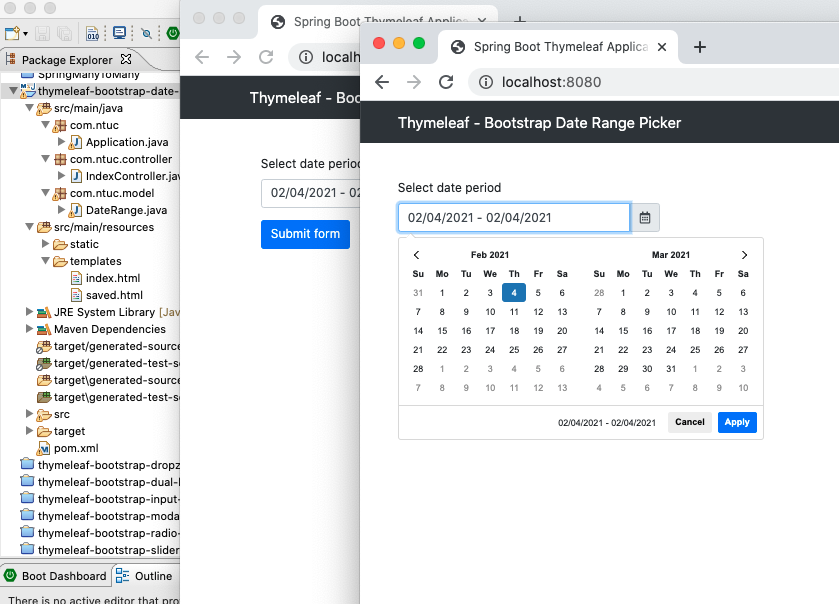 Package Explorer
SpringManyToMany
thymeleaf-bootstrap-date-
src/main/java
com.ntuc
Application.java
com.ntuc.controller
IndexController.jav
com.ntuc.model
DateRange.java
src/main/resources
static
templates
index.html
saved.html
JRE System Library [Jav
Maven Dependencies
target/generated-source
target/generated-test-s
target\generated-source
target\generated-test-s
src
target
pom.xml
thymeleaf-bootstrap-dropz
thymeleaf-bootstrap-dual-l
thymeleaf-bootstrap-input-
thymeleaf-bootstrap-moda
thymeleaf-bootstrap-radio-
thymeleaf-bootstrap-slider
Boot Dashboard Outline
There is no active editor that pro
Spring Boot Thymeleaf Applic
localh
Thymeleaf - Boo
Select date period
02/04/2021 - 02
Submit form
Spring Boot Thymeleaf Applica
localhost:8080
Thymeleaf - Bootstrap Date Range Picker
Select date period
02/04/2021 - 02/04/2021
Feb 2021
Su Mo Tu We Th Fr Sa
31 1 2 3 4 5 6
7 8 9 10 11 12 13
14 15 16 17 18 19 20
21 22 23 24 25 26 27
28 1 2 3 4 5 6
7 8 9 10 11 12 13
Mar 2021
Su Mo Tu We Th Fr Sa
28 1 2 3 4 5 6
7 8 9 10 11 12 13
14 15 16 17 18 19 20
21 22 23 24 25 26 27
28 29 30 31 1 2 3
4 5 6 7 8 9 10
02/04/2021 - 02/04/2021 Cancel Apply